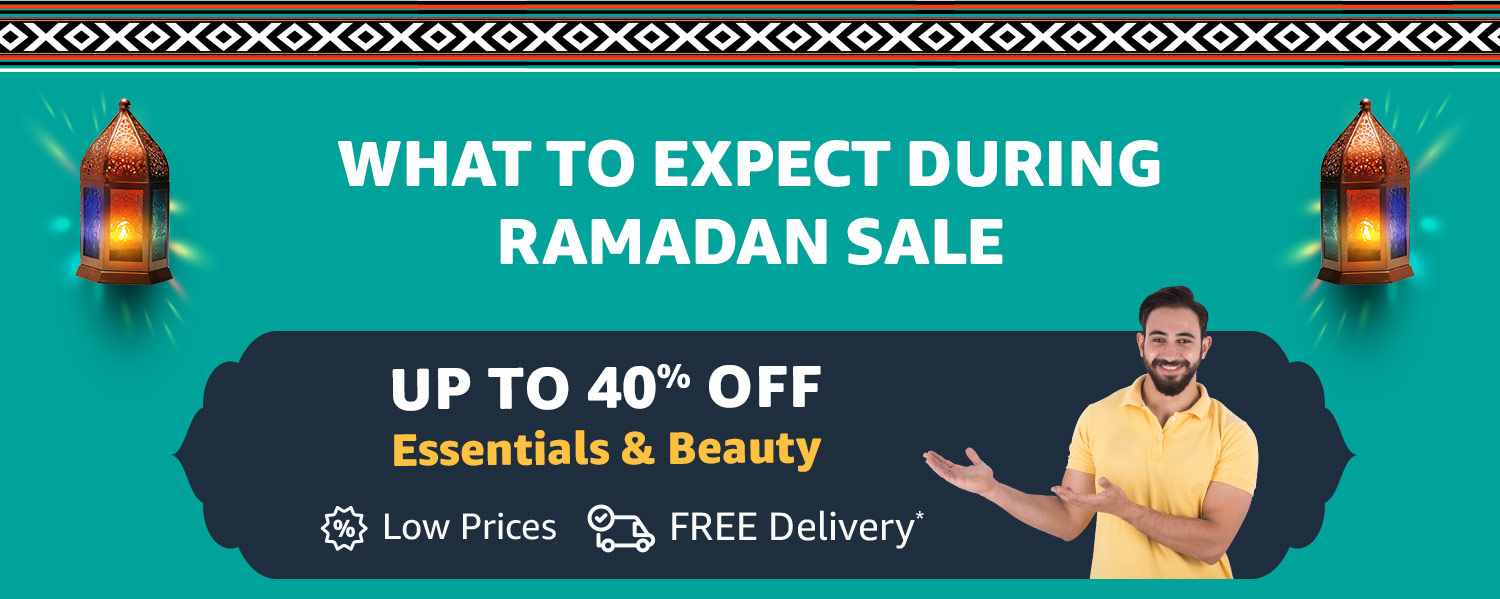 WHAT TO EXPECT DURING
RAMADAN SALE
UP TO 40% OFF
Essentials & Beauty
% Low Prices
FREE Delivery*